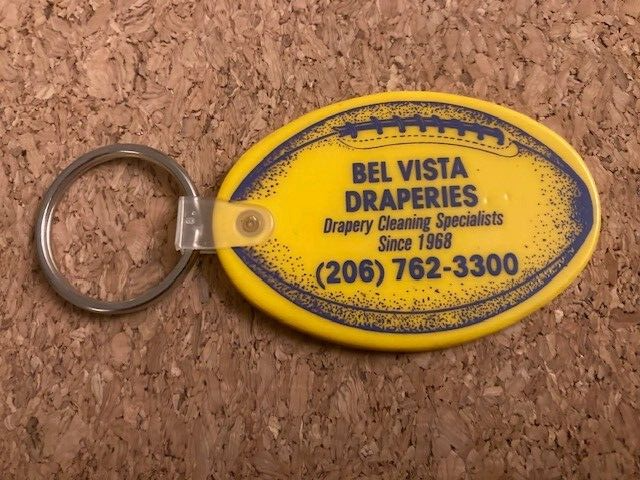 BEL VISTA
DRAPERIES
Drapery Cleaning Specialists
Since 1968
(206) 762-3300